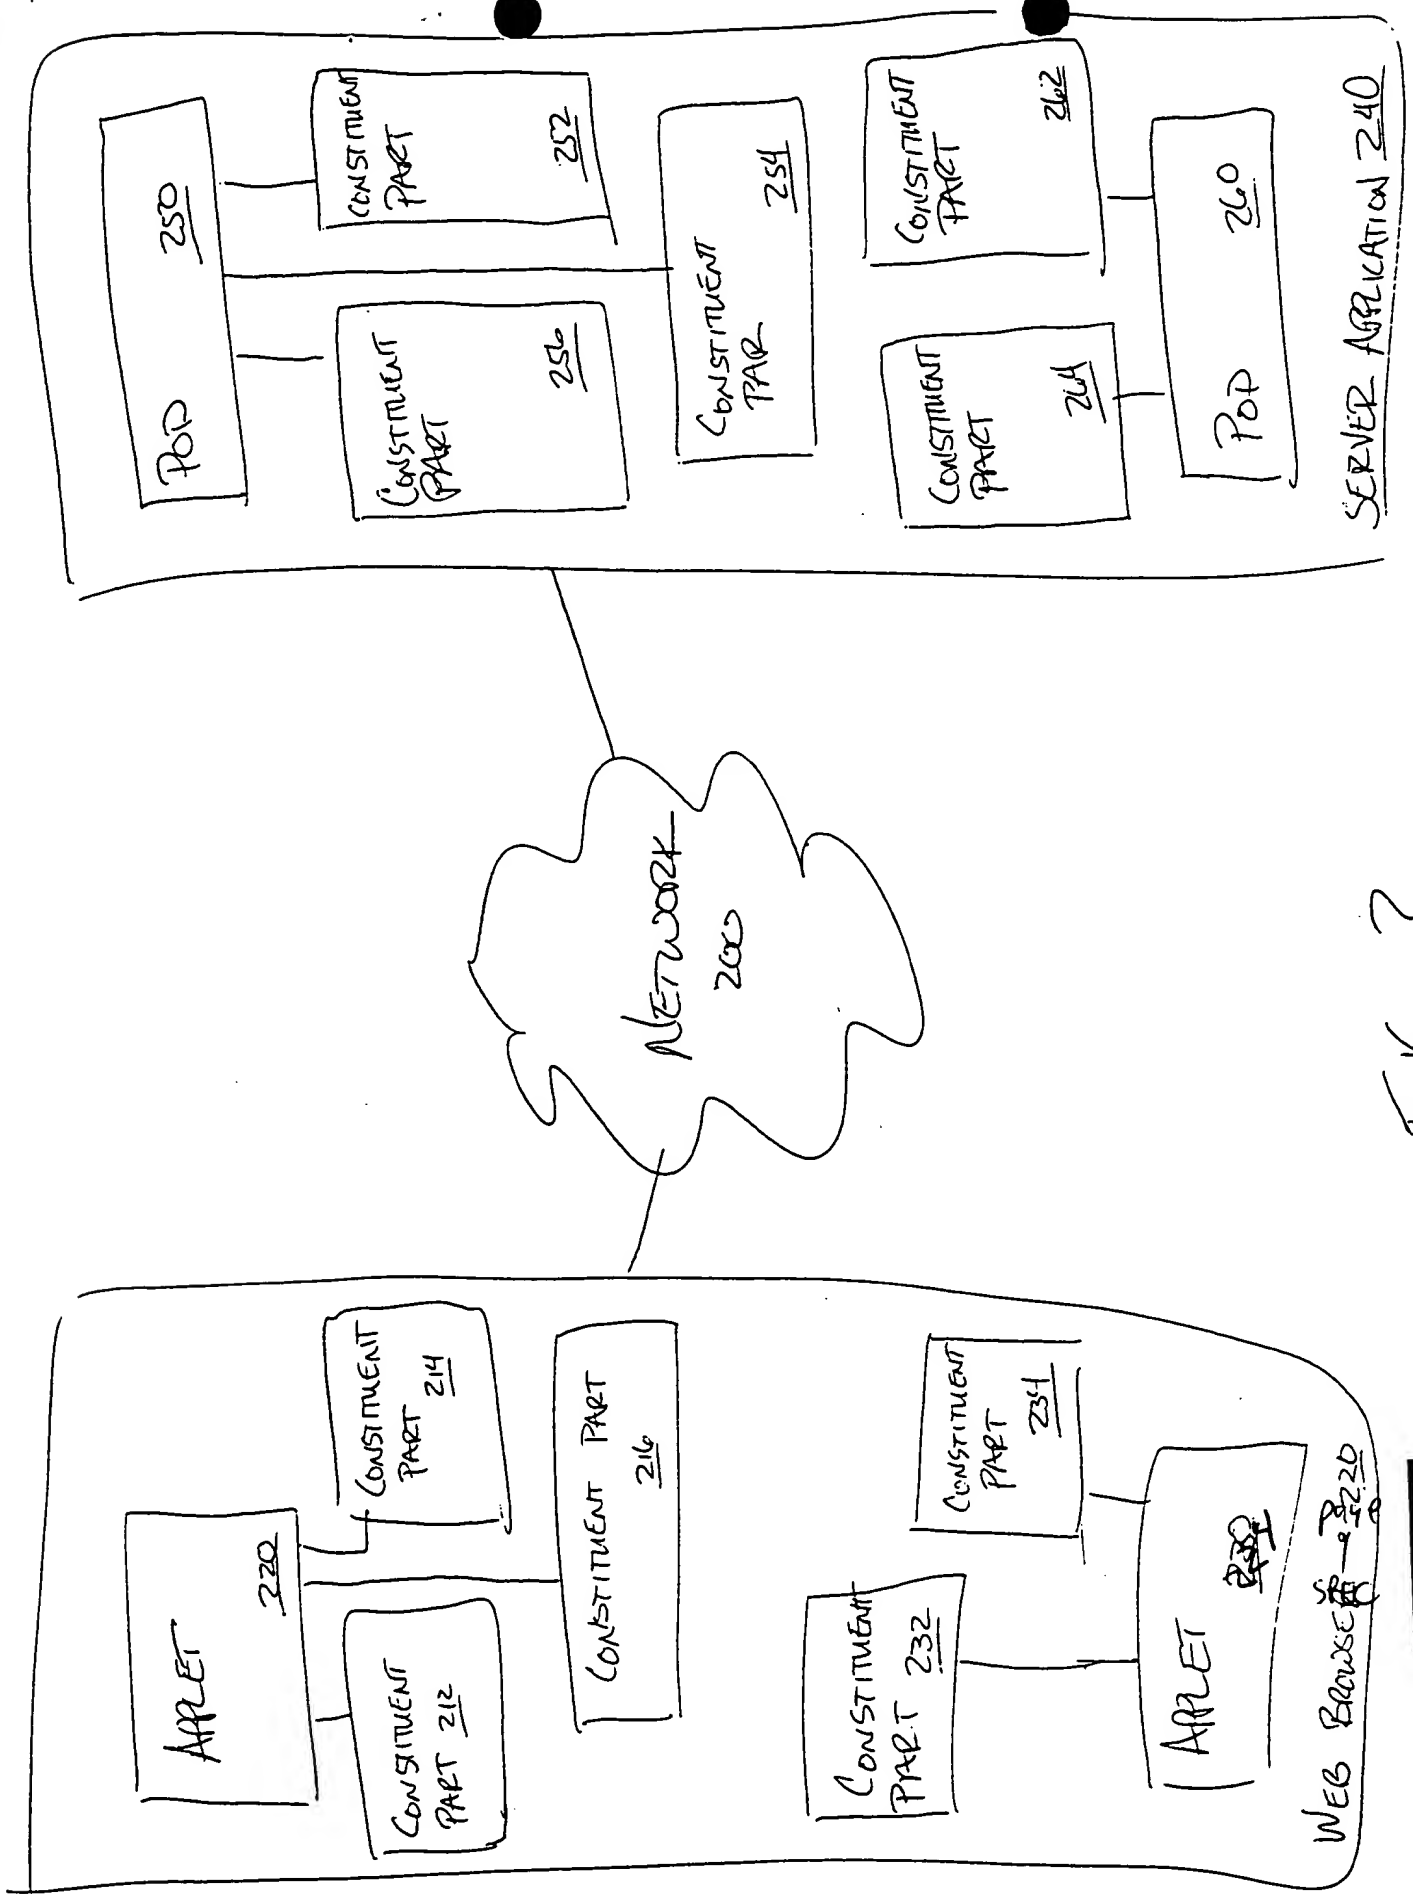 APPLET
220
CONSTITUENT
PART 212
CONSTITUENT
PART 214
CONSTITUENT PART
216
CONSTITUENT
PART 232
CONSTITUENT
PART
234
APPLET
WEB BROWSER
220
NETWORK
200
POD 250
CONSTITUENT
PART
252
CONSTITUENT
PART
256
CONSTITUENT
PAR
254
CONSTITUENT
PART
262
CONSTITUENT
PART
264
POD 260
SERVER APPLICATION 240